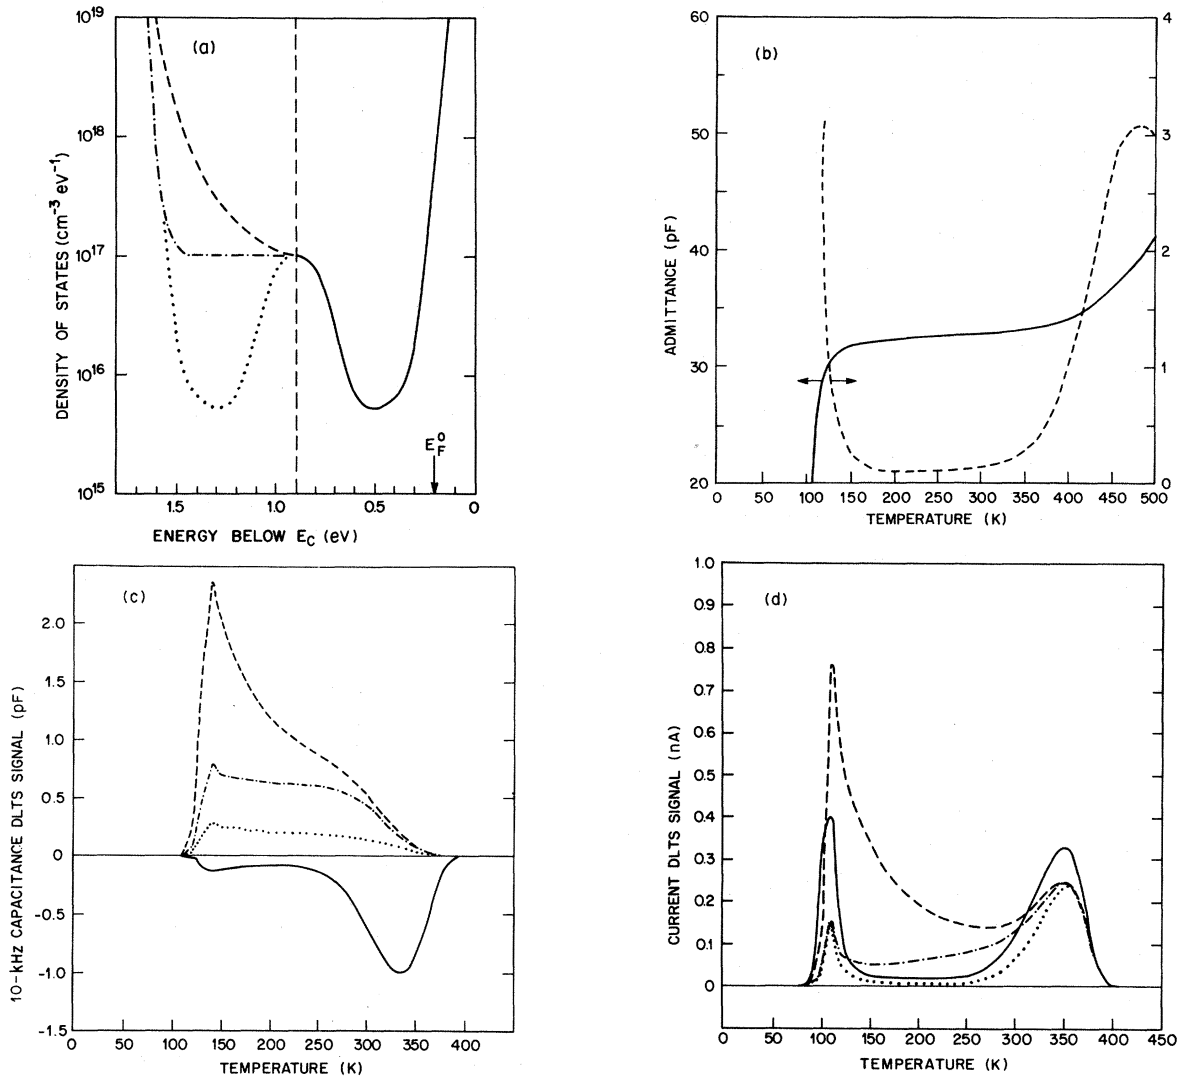 (a)
10¹⁹
10¹⁸
10¹⁷
10¹⁶
10¹⁵
DENSITY OF STATES (cm⁻³ eV⁻¹)
E_F^0
1.5
1.0
0.5
0
ENERGY BELOW E_C (eV)
(b)
60
50
40
30
20
ADMITTANCE (pF)
4
3
2
1
0
0 50 100 150 200 250 300 350 400 450 500
TEMPERATURE (K)
(c)
2.0
1.5
1.0
0.5
0
-0.5
-1.0
-1.5
10-kHz CAPACITANCE DLTS SIGNAL (pF)
0 50 100 150 200 250 300 350 400
TEMPERATURE (K)
(d)
1.0
0.9
0.8
0.7
0.6
0.5
0.4
0.3
0.2
0.1
0
CURRENT DLTS SIGNAL (nA)
0 50 100 150 200 250 300 350 400 450
TEMPERATURE (K)